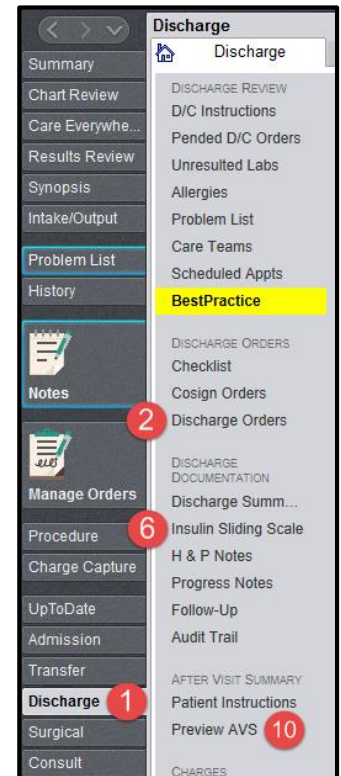 Summary
Chart Review
Care Everywhe...
Results Review
Synopsis
Intake/Output
Problem List
History
Notes
Manage Orders
Procedure
Charge Capture
UpToDate
Admission
Transfer
Discharge 1
Surgical
Consult
Discharge
Discharge
DISCHARGE REVIEW
D/C Instructions
Pended D/C Orders
Unresulted Labs
Allergies
Problem List
Care Teams
Scheduled Appts
BestPractice
DISCHARGE ORDERS
Checklist
Cosign Orders
2 Discharge Orders
DISCHARGE
DOCUMENTATION
Discharge Summ...
6 Insulin Sliding Scale
H & P Notes
Progress Notes
Follow-Up
Audit Trail
AFTER VISIT SUMMARY
Patient Instructions
Preview AVS 10
CHARGES